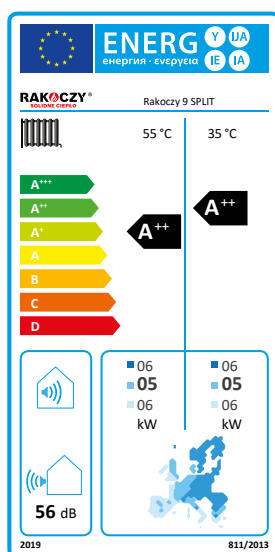 ENERG Y IJA
енергия · ενεργεια IE IA
RAKOCZY®
SOLIDNE CIEPŁO
Rakoczy 9 SPLIT
55 °C 35 °C
A+++
A++
A+
A
B
C
D
A++
A++
06 06
05 05
06 06
kW kW
56 dB
2019 811/2013